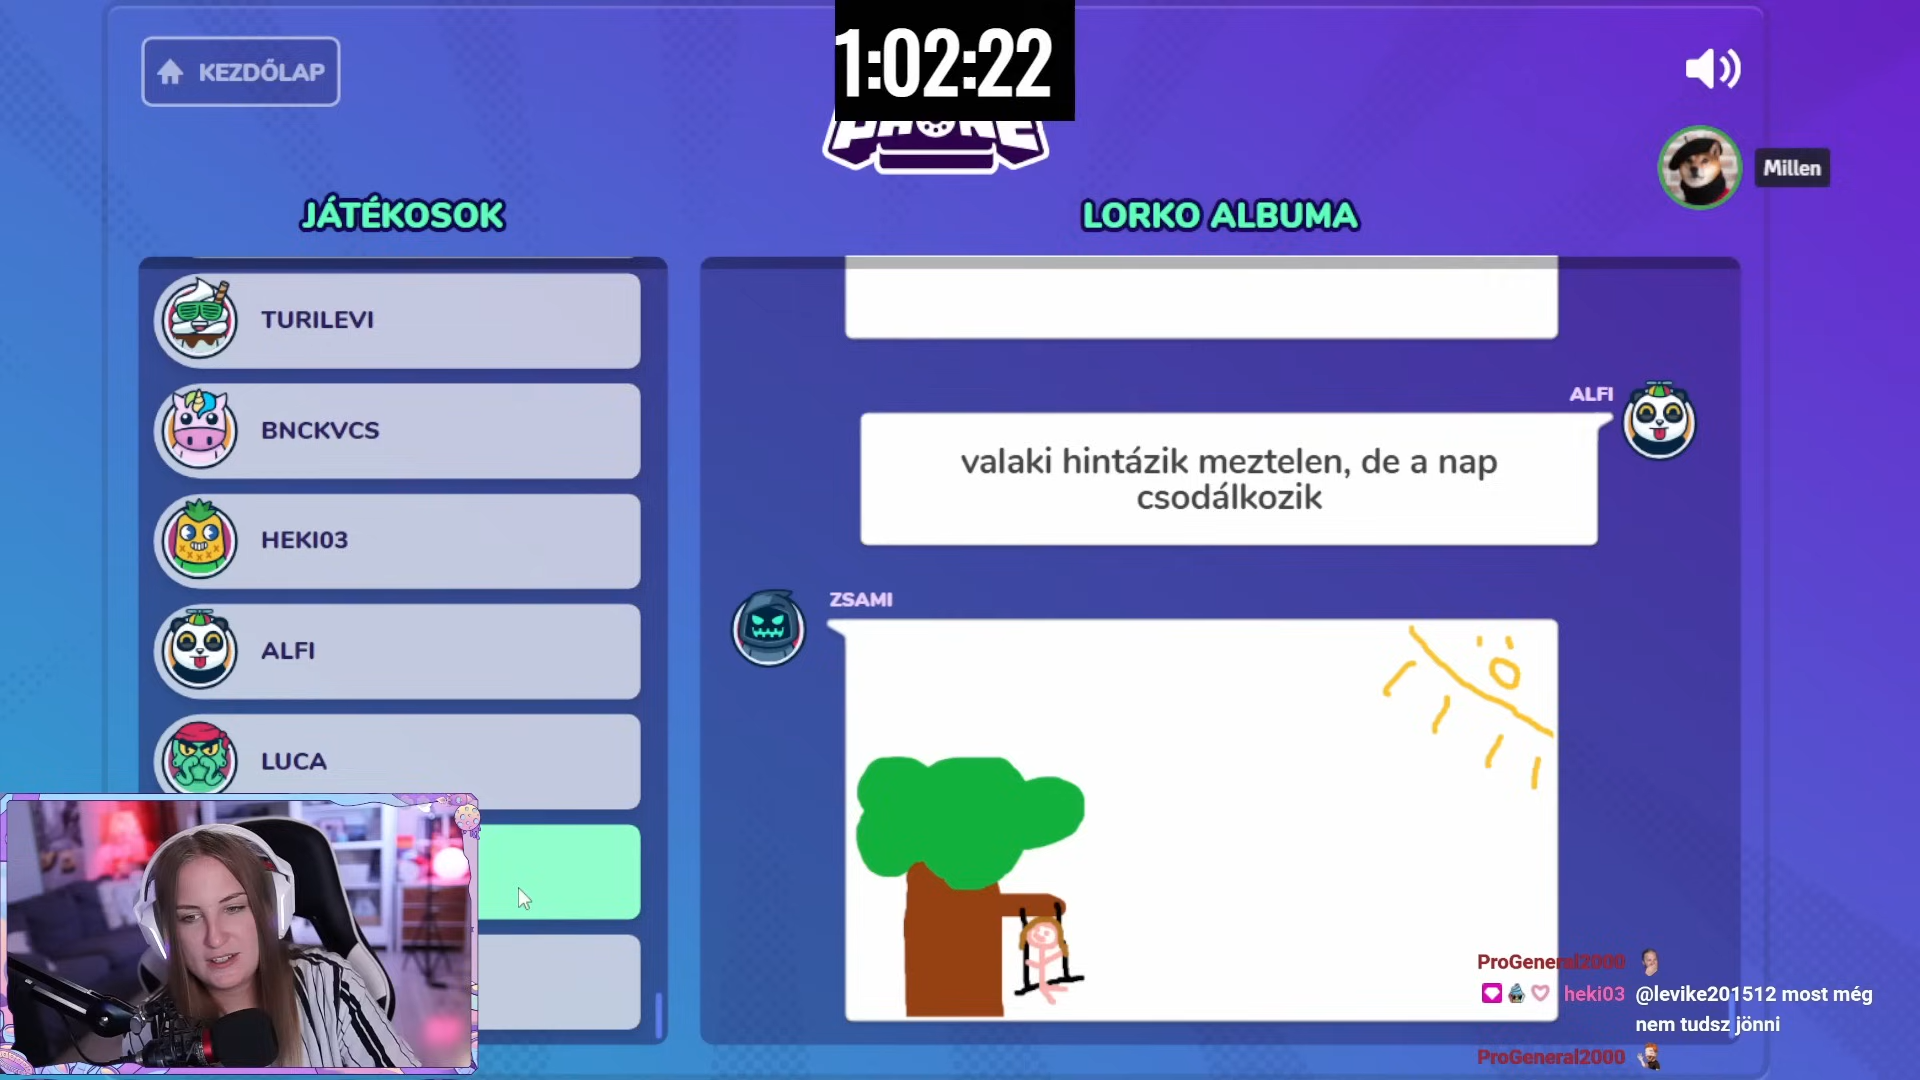 1:02:22
KEZDŐLAP
PHONE
Millen
JÁTÉKOSOK
LORKO ALBUMA
TURILEVI
BNCKVCS
HEKI03
ALFI
LUCA
ALFI
valaki hintázik meztelen, de a nap
csodálkozik
ZSAMI
ProGeneral2000
heki03 @levike201512 most még
nem tudsz jönni
ProGeneral2000